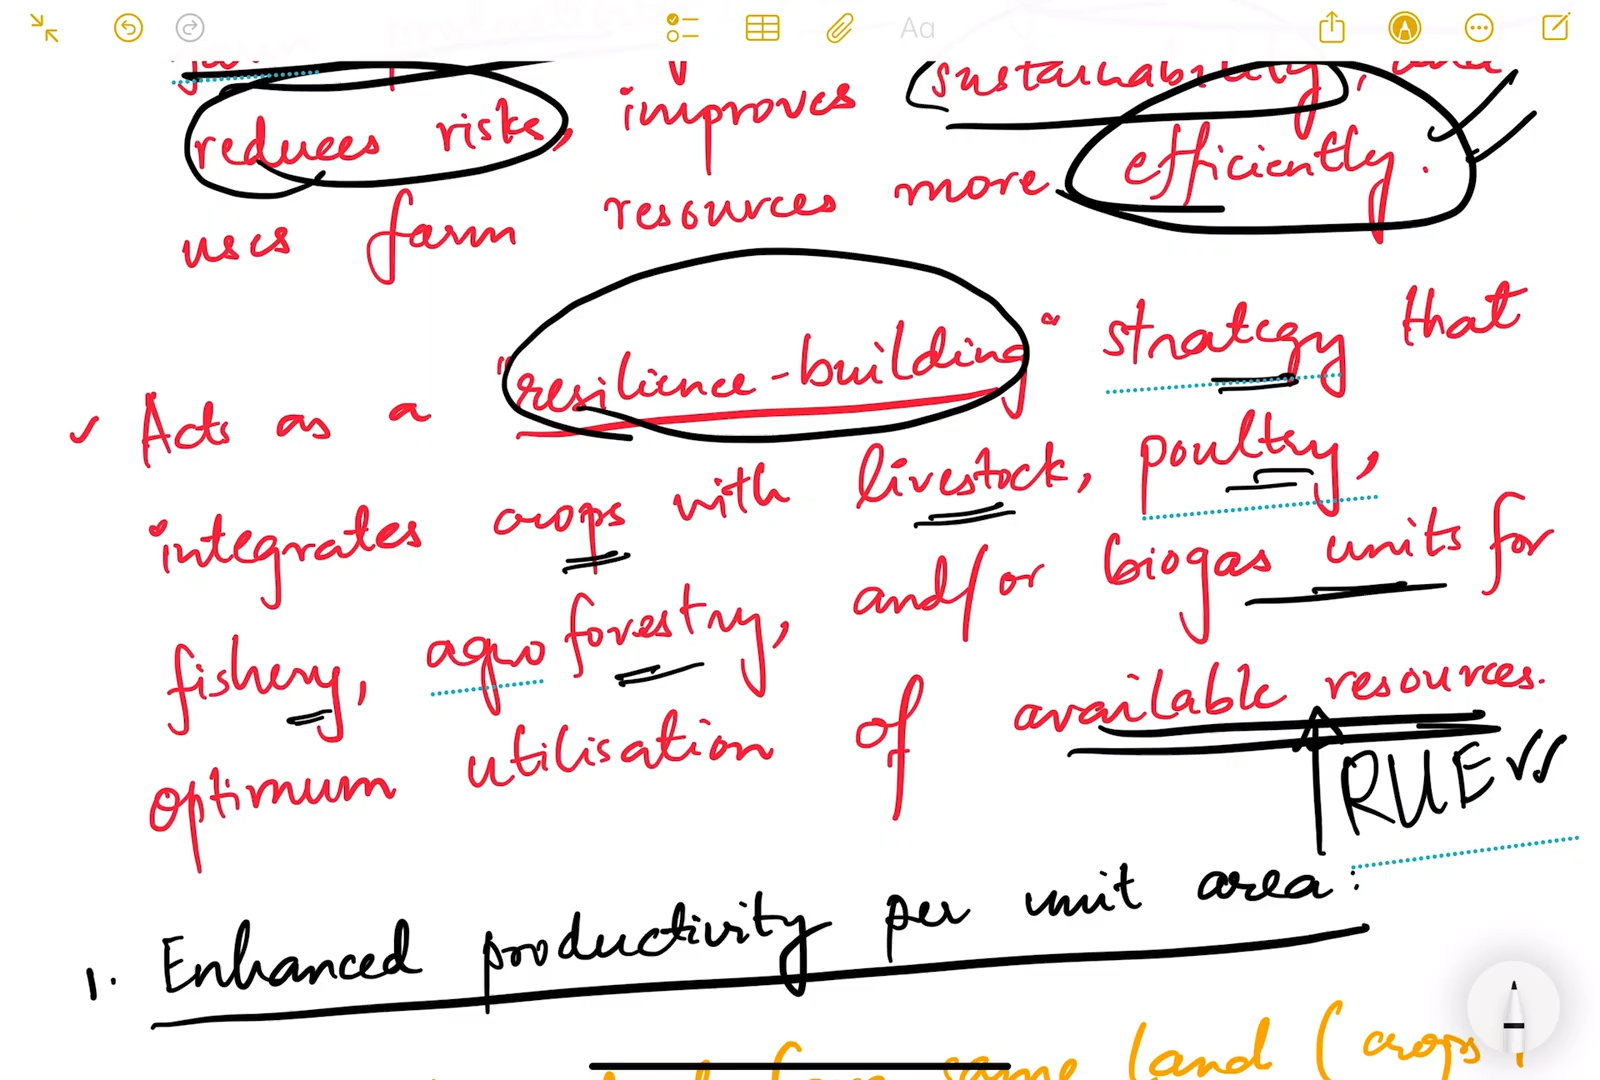 Aa
sustainability,
reduces risks, improves
uses farm resources more efficiently.
✓ Acts as a "resilience-building" strategy that
integrates crops with livestock, poultry,
fishery, agro forestry, and/or biogas units for
optimum utilisation of available resources.
RUE ✓✓
1. Enhanced productivity per unit area:
same land (crops,